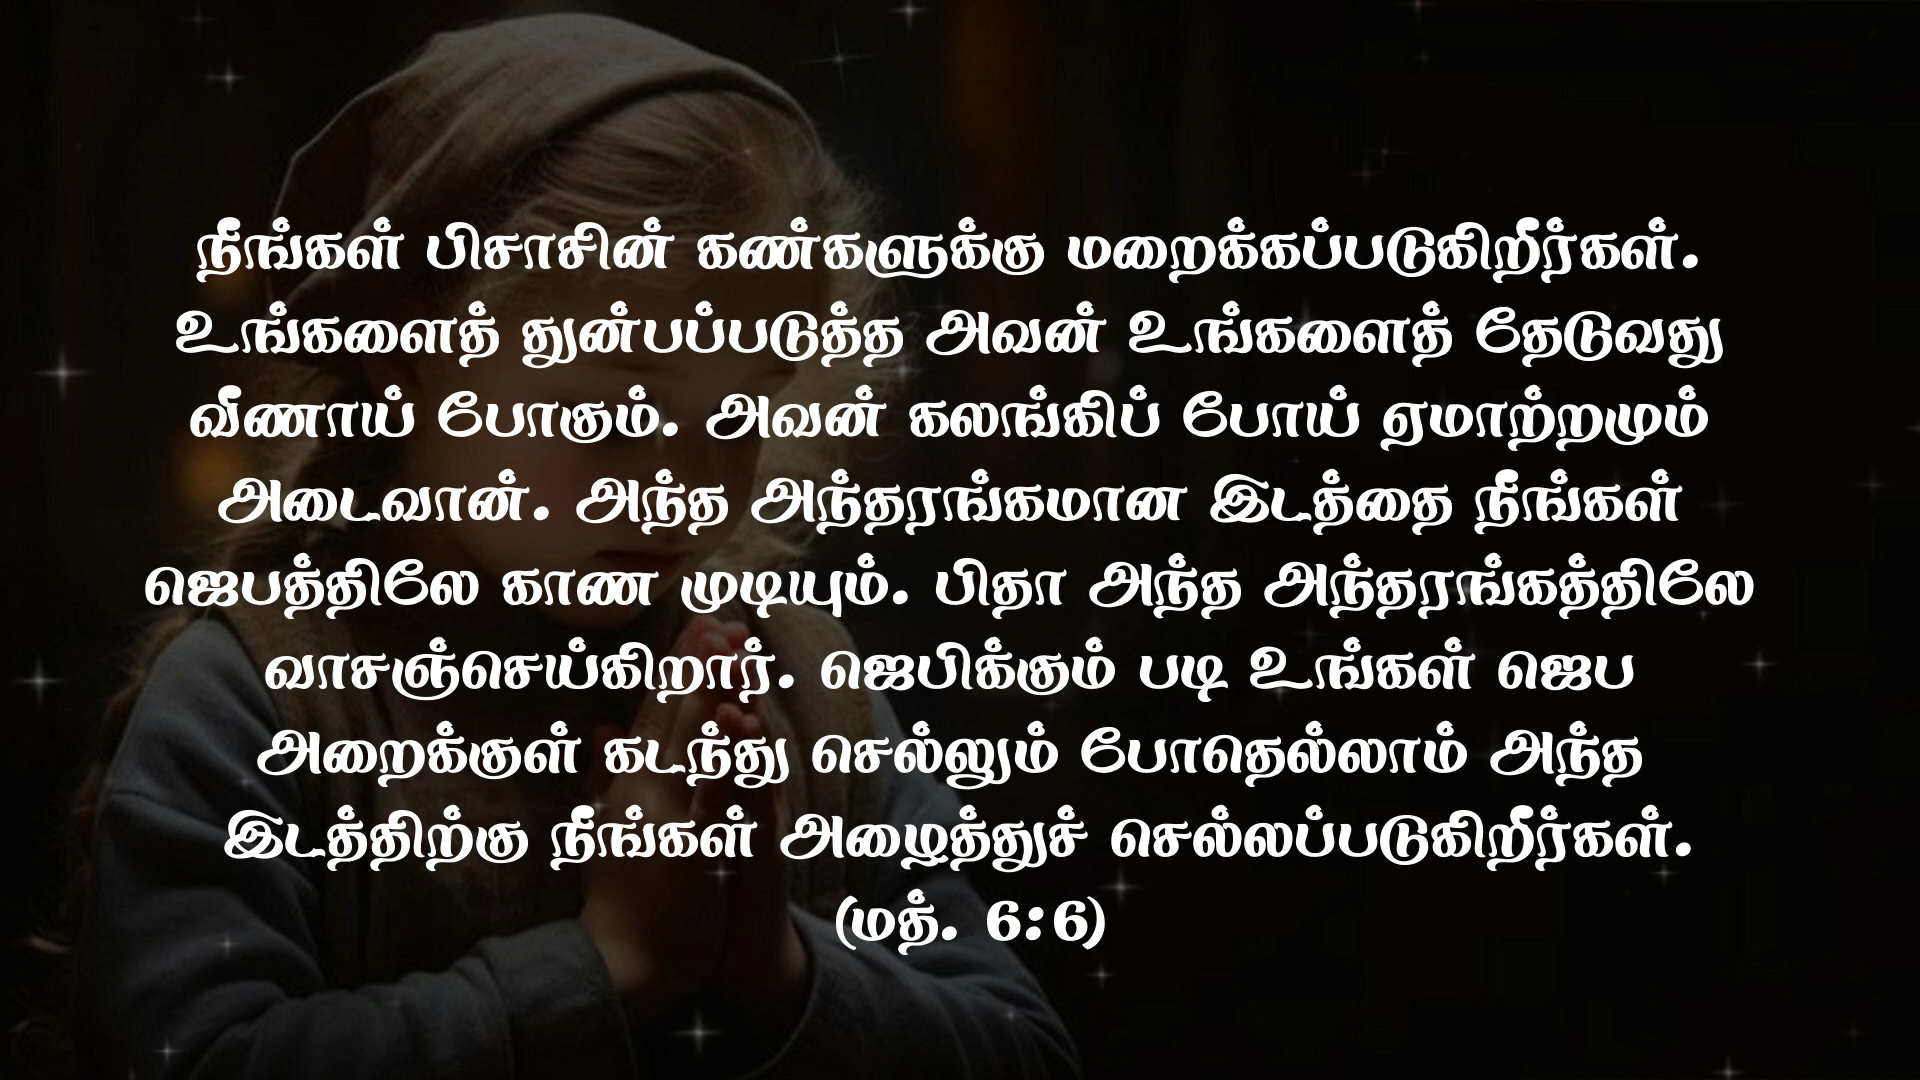 நீங்கள் பிசாசின் கண்களுக்கு மறைக்கப்படுகிறீர்கள்.
உங்களைத் துன்பப்படுத்த அவன் உங்களைத் தேடுவது
வீணாய் போகும். அவன் கலங்கிப் போய் ஏமாற்றமும்
அடைவான். அந்த அந்தரங்கமான இடத்தை நீங்கள்
ஜெபத்திலே காண முடியும். பிதா அந்த அந்தரங்கத்திலே
வாசஞ்செய்கிறார். ஜெபிக்கும் படி உங்கள் ஜெப
அறைக்குள் கடந்து செல்லும் போதெல்லாம் அந்த
இடத்திற்கு நீங்கள் அழைத்துச் செல்லப்படுகிறீர்கள்.
(மத். 6:6)